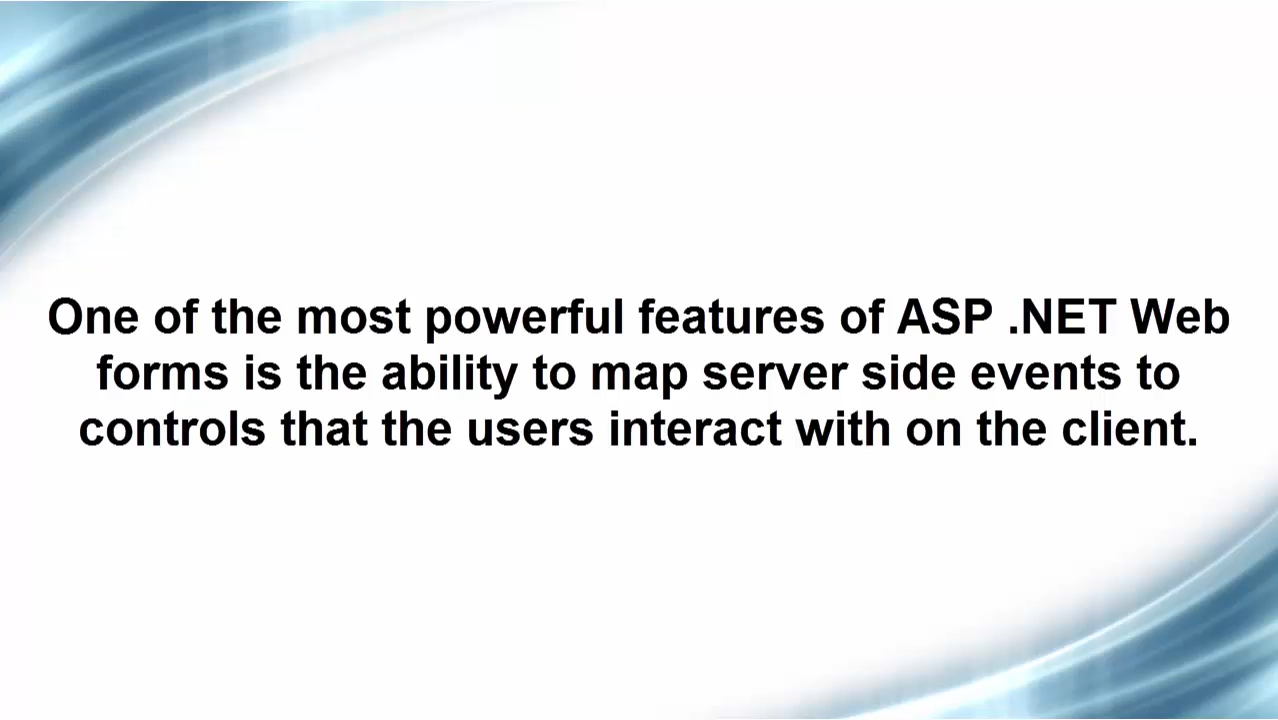 One of the most powerful features of ASP .NET Web
forms is the ability to map server side events to
controls that the users interact with on the client.